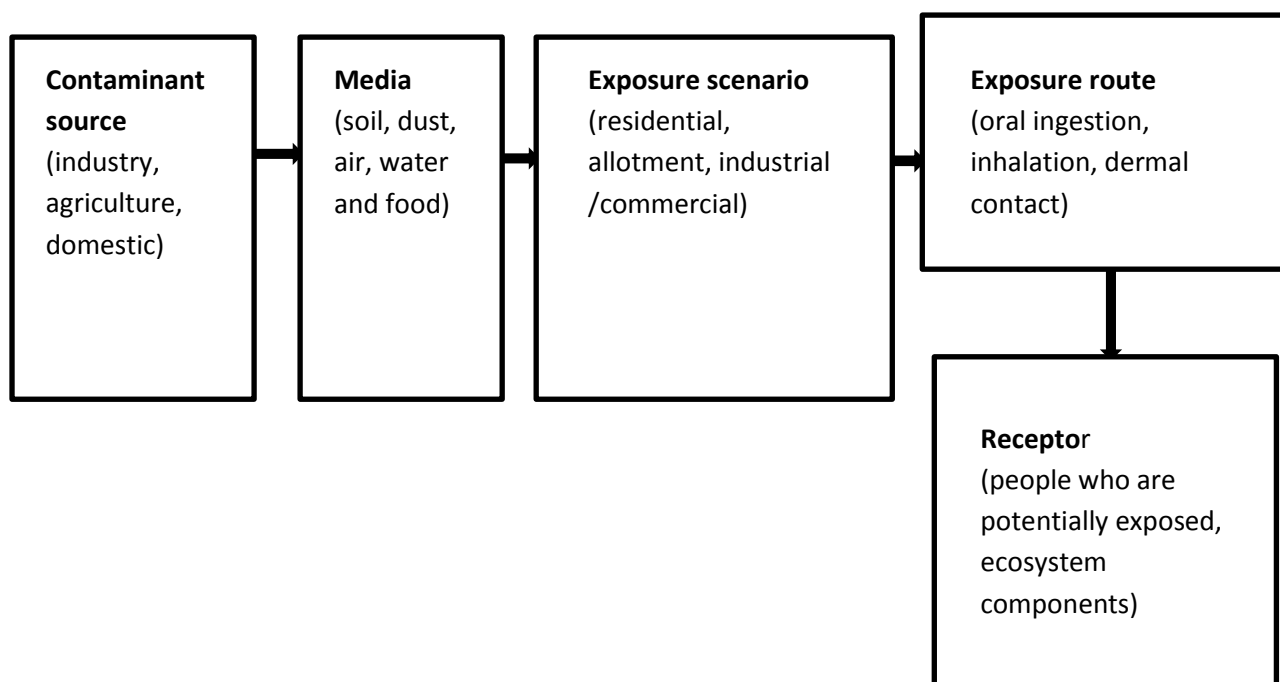 Contaminant
source
(industry,
agriculture,
domestic)
Media
(soil, dust,
air, water
and food)
Exposure scenario
(residential,
allotment, industrial
/commercial)
Exposure route
(oral ingestion,
inhalation, dermal
contact)
Receptor
(people who are
potentially exposed,
ecosystem
components)